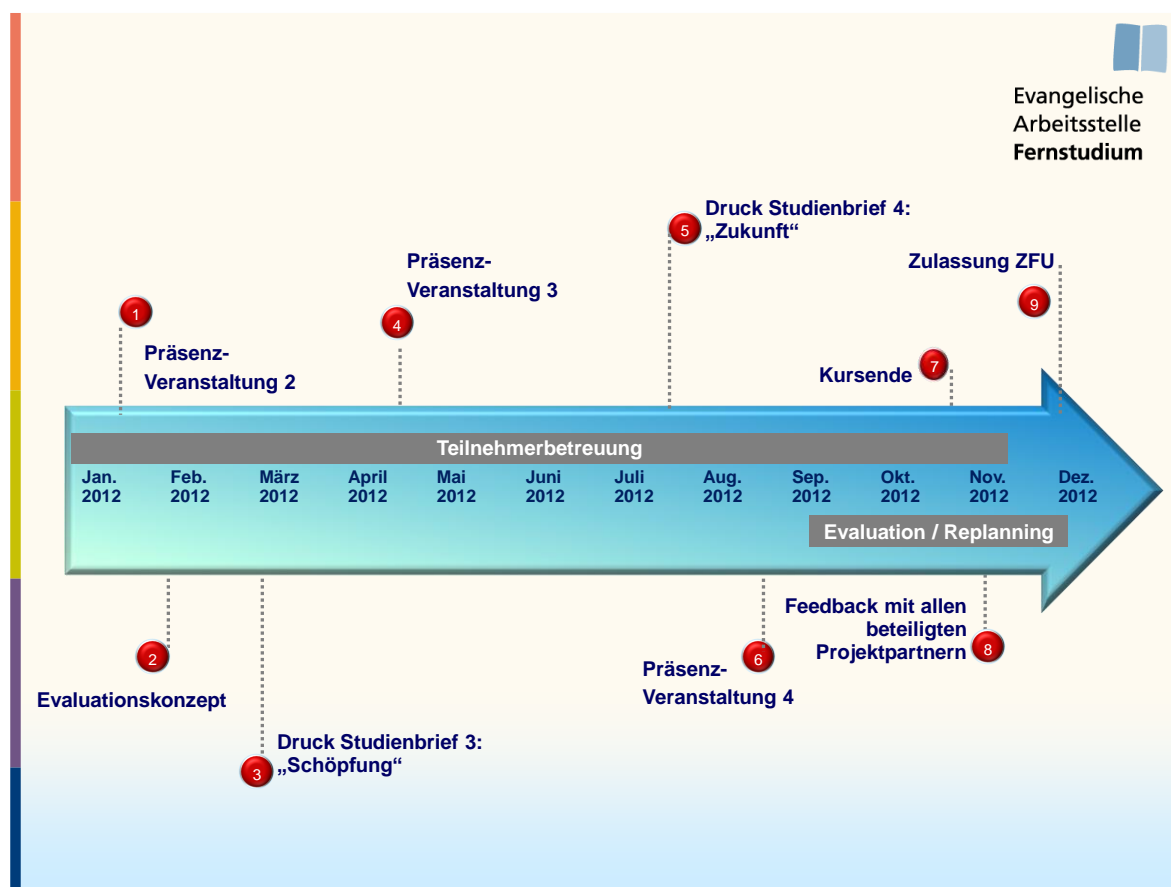 Evangelische
Arbeitsstelle
Fernstudium
5
Druck Studienbrief 4:
„Zukunft“
Präsenz-
Veranstaltung 3
4
Zulassung ZFU
9
1
Präsenz-
Veranstaltung 2
Kursende
7
Teilnehmerbetreuung
Jan. 2012
Feb. 2012
März 2012
April 2012
Mai 2012
Juni 2012
Juli 2012
Aug. 2012
Sep. 2012
Okt. 2012
Nov. 2012
Dez. 2012
Evaluation / Replanning
2
Evaluationskonzept
3
Druck Studienbrief 3:
„Schöpfung“
6
Präsenz-
Veranstaltung 4
Feedback mit allen
beteiligten
Projektpartnern
8